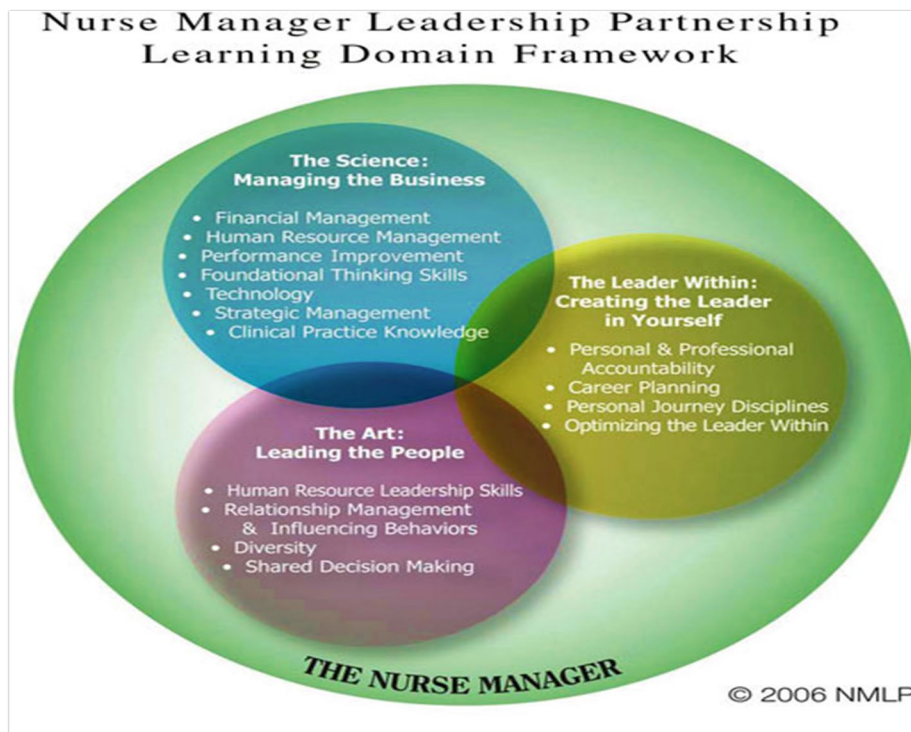 Nurse Manager Leadership Partnership
Learning Domain Framework
The Science:
Managing the Business
• Financial Management
• Human Resource Management
• Performance Improvement
• Foundational Thinking Skills
• Technology
• Strategic Management
• Clinical Practice Knowledge
The Leader Within:
Creating the Leader
in Yourself
• Personal & Professional
Accountability
• Career Planning
• Personal Journey Disciplines
• Optimizing the Leader Within
The Art:
Leading the People
• Human Resource Leadership Skills
• Relationship Management
& Influencing Behaviors
• Diversity
• Shared Decision Making
THE NURSE MANAGER
© 2006 NMLP